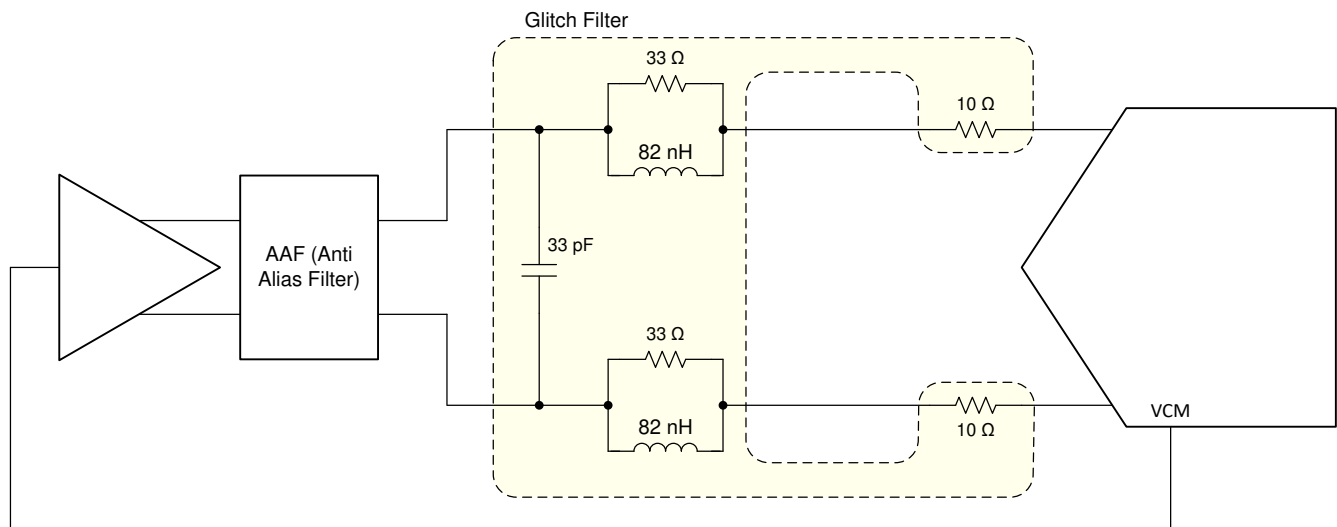 Glitch Filter
33 Ω
10 Ω
82 nH
AAF (Anti
Alias Filter)
33 pF
33 Ω
82 nH
10 Ω
VCM